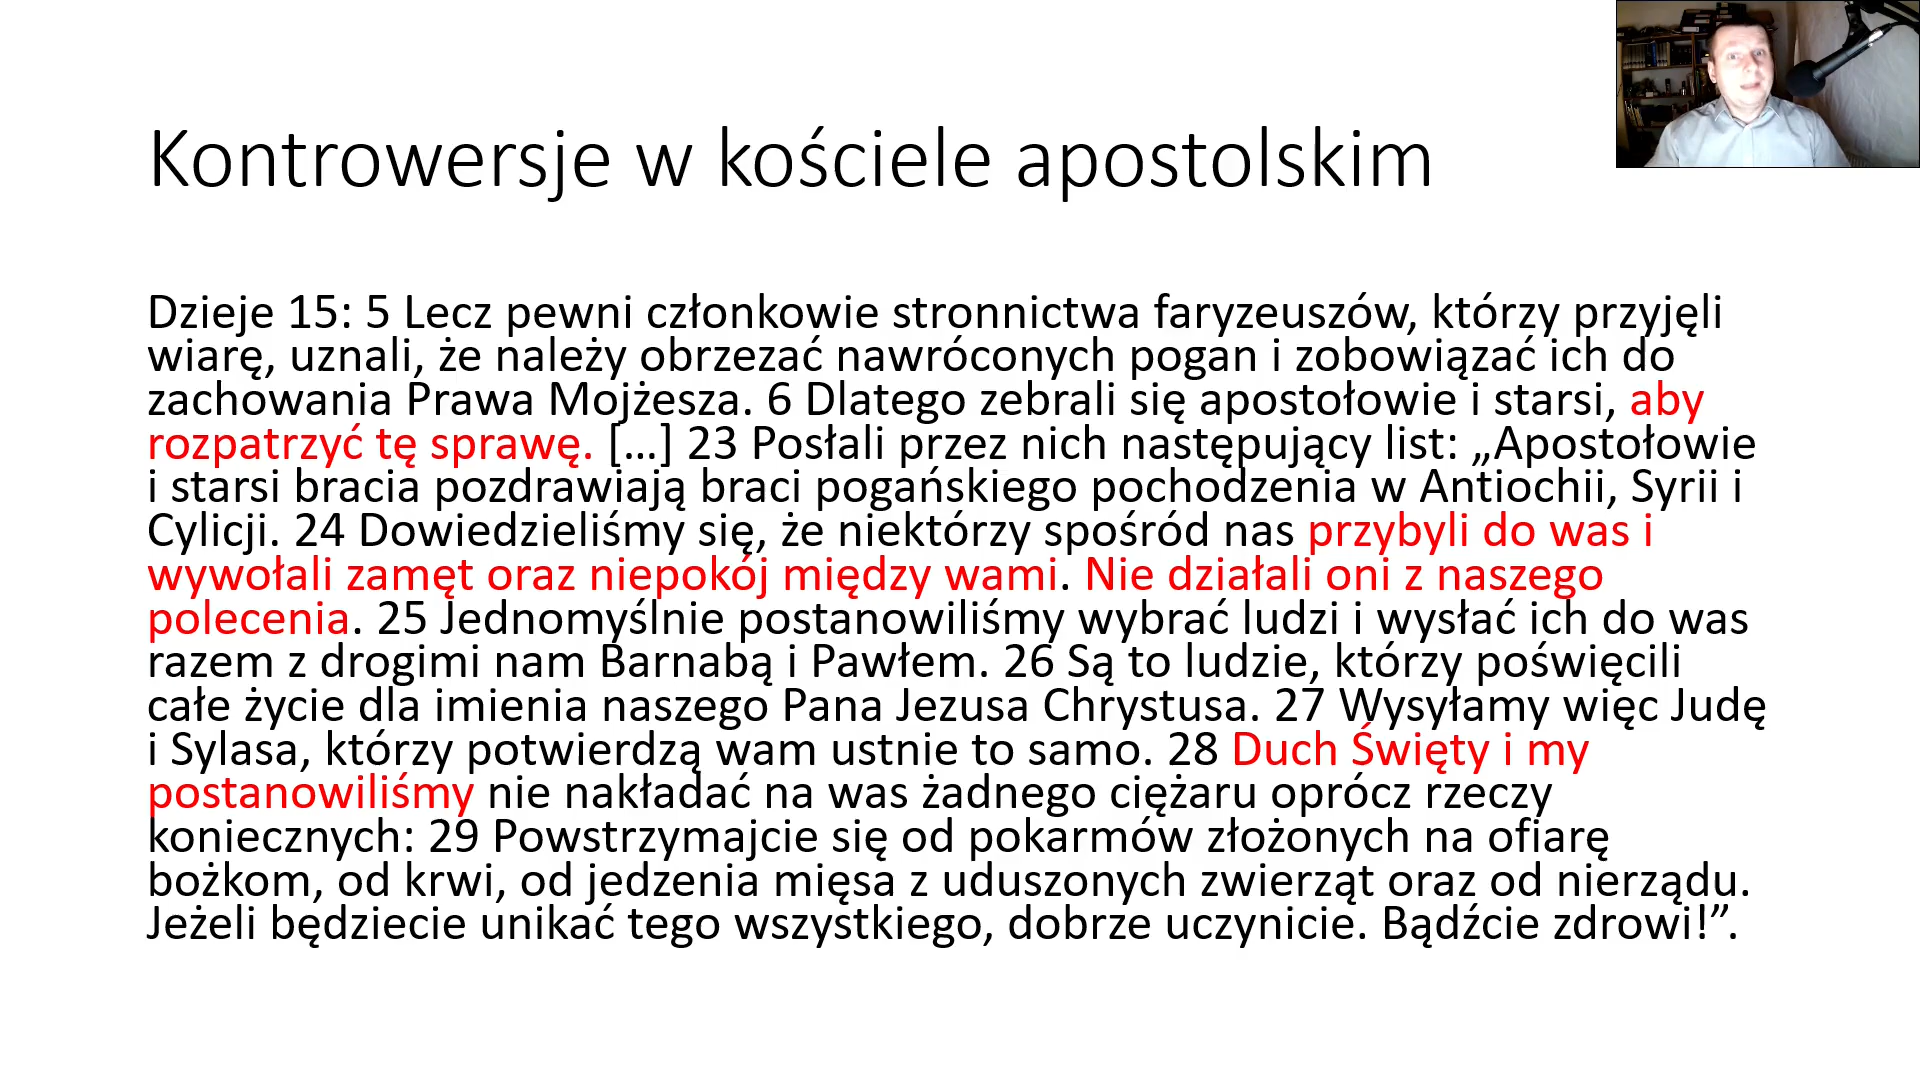 Kontrowersje w kościele apostolskim
Dzieje 15: 5 Lecz pewni członkowie stronnictwa faryzeuszów, którzy przyjęli
wiarę, uznali, że należy obrzezać nawróconych pogan i zobowiązać ich do
zachowania Prawa Mojżesza. 6 Dlatego zebrali się apostołowie i starsi, aby
rozpatrzyć tę sprawę. [...] 23 Posłali przez nich następujący list: „Apostołowie
i starsi bracia pozdrawiają braci pogańskiego pochodzenia w Antiochii, Syrii i
Cylicji. 24 Dowiedzieliśmy się, że niektórzy spośród nas przybyli do was i
wywołali zamęt oraz niepokój między wami. Nie działali oni z naszego
polecenia. 25 Jednomyślnie postanowiliśmy wybrać ludzi i wysłać ich do was
razem z drogimi nam Barnabą i Pawłem. 26 Są to ludzie, którzy poświęcili
całe życie dla imienia naszego Pana Jezusa Chrystusa. 27 Wysyłamy więc Judę
i Sylasa, którzy potwierdzą wam ustnie to samo. 28 Duch Święty i my
postanowiliśmy nie nakładać na was żadnego ciężaru oprócz rzeczy
koniecznych: 29 Powstrzymajcie się od pokarmów złożonych na ofiarę
bożkom, od krwi, od jedzenia mięsa z uduszonych zwierząt oraz od nierządu.
Jeżeli będziecie unikać tego wszystkiego, dobrze uczynicie. Bądźcie zdrowi!”.